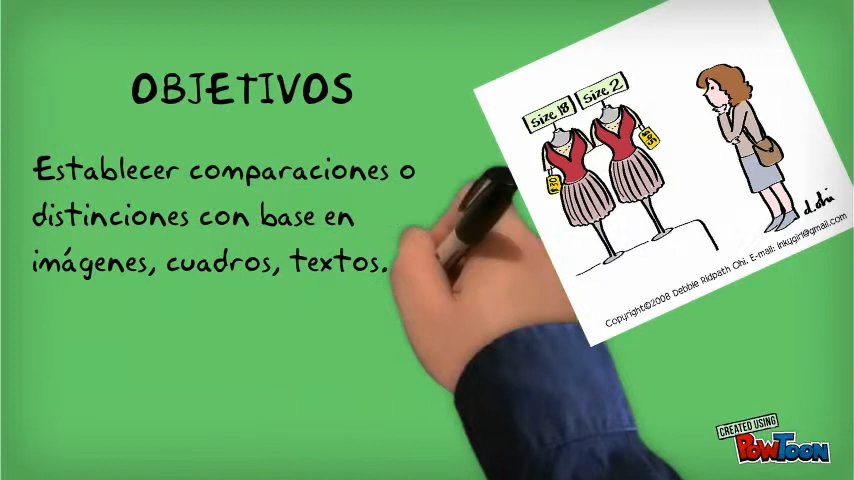 OBJETIVOS
Establecer comparaciones o
distinciones con base en
imágenes, cuadros, textos.
Size 18
Size 2
d.ohi
Copyright©2008 Debbie Ridpath Ohi. E-mail: inkygirl@gmail.com
CREATED USING
POWTOON